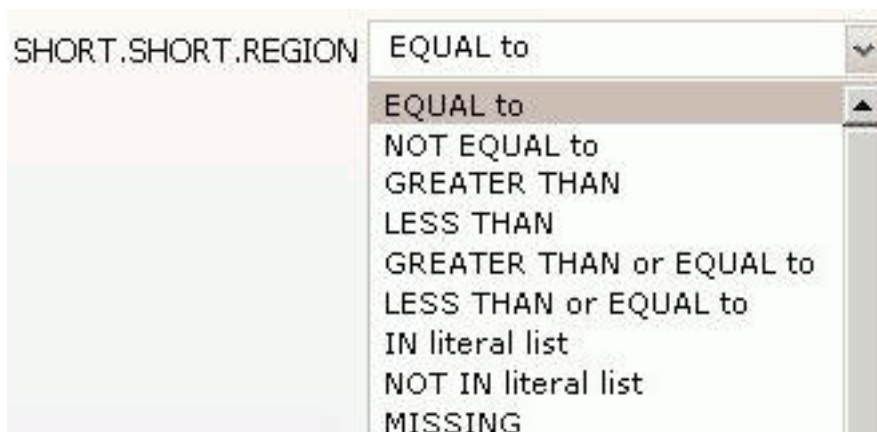 SHORT.SHORT.REGION EQUAL to
EQUAL to
NOT EQUAL to
GREATER THAN
LESS THAN
GREATER THAN or EQUAL to
LESS THAN or EQUAL to
IN literal list
NOT IN literal list
MISSING